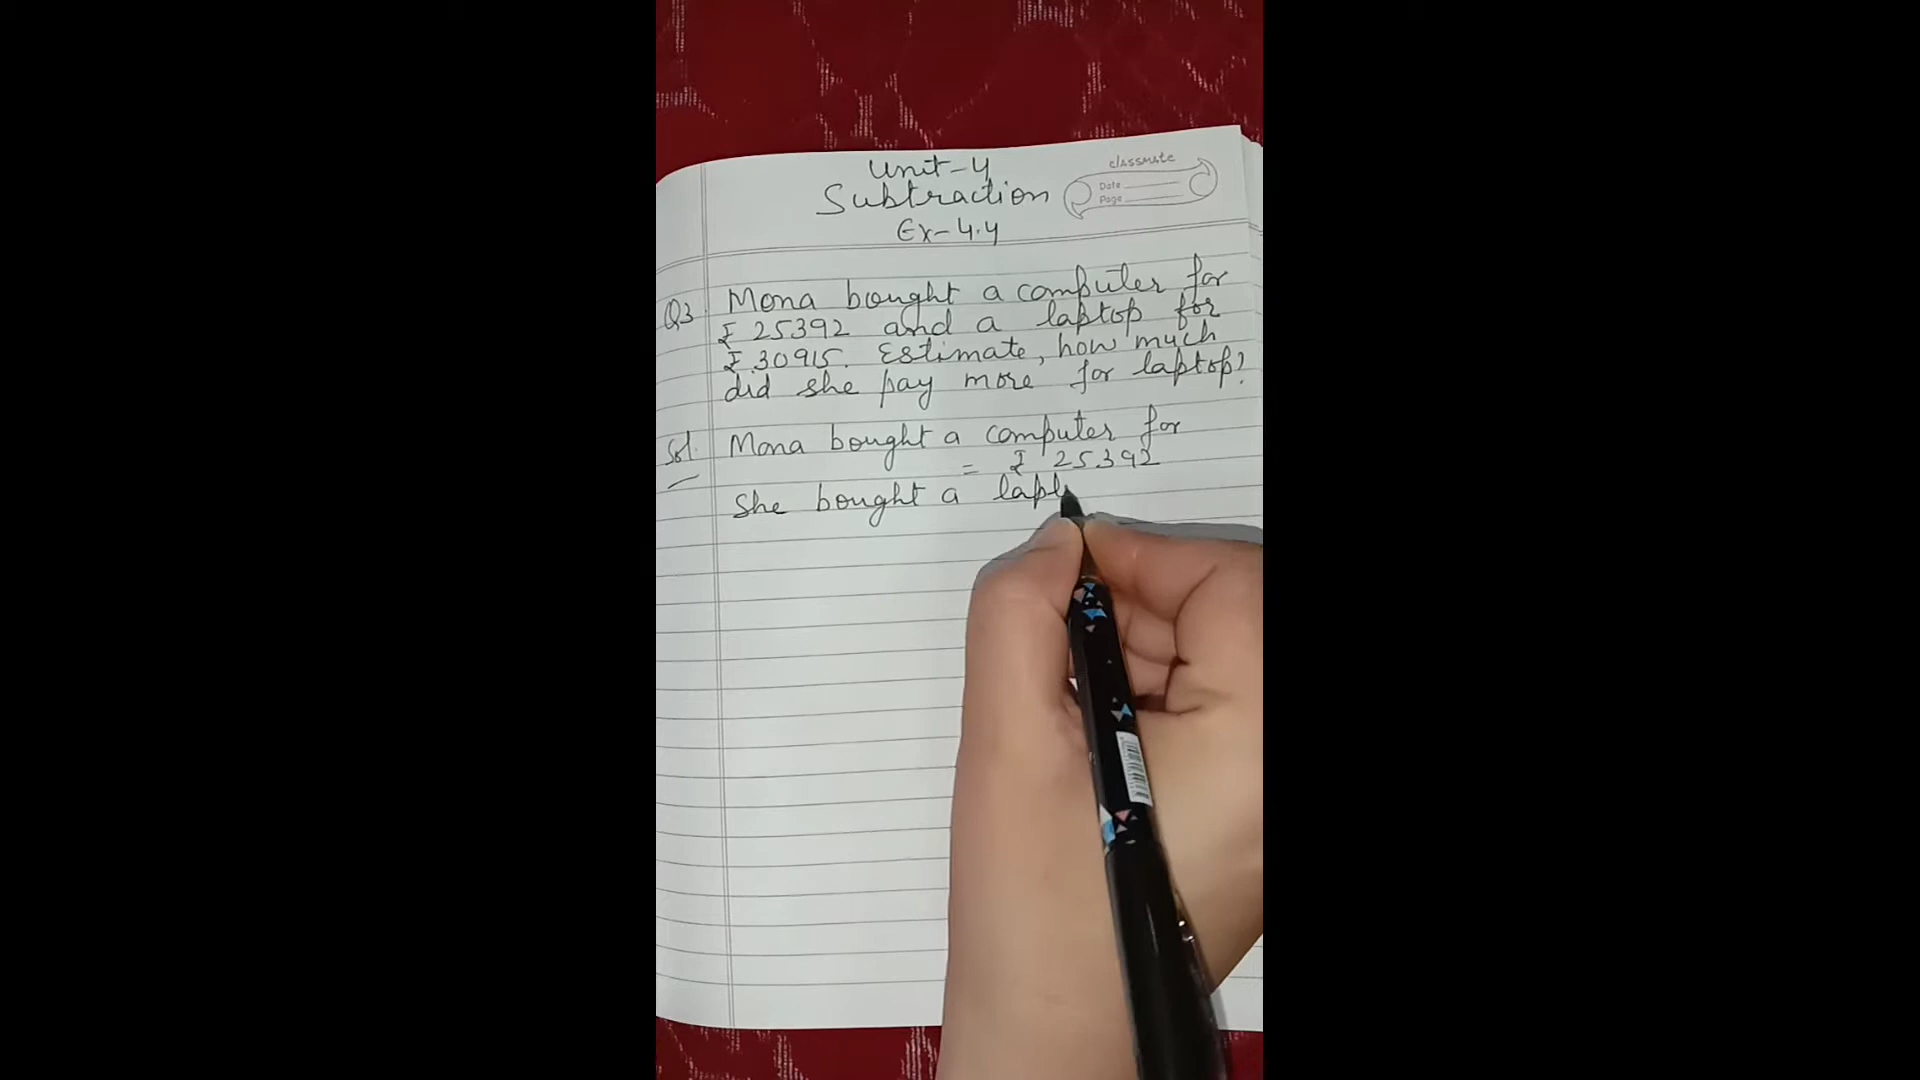 Unit-4
Subtraction
Ex-4.4
classmate
Date
Page
Q3. Mona bought a computer for
₹ 25392 and a laptop for
₹ 30915. Estimate, how much
did she pay more for laptop?
Sol. Mona bought a computer for
= ₹ 25392
She bought a lapt